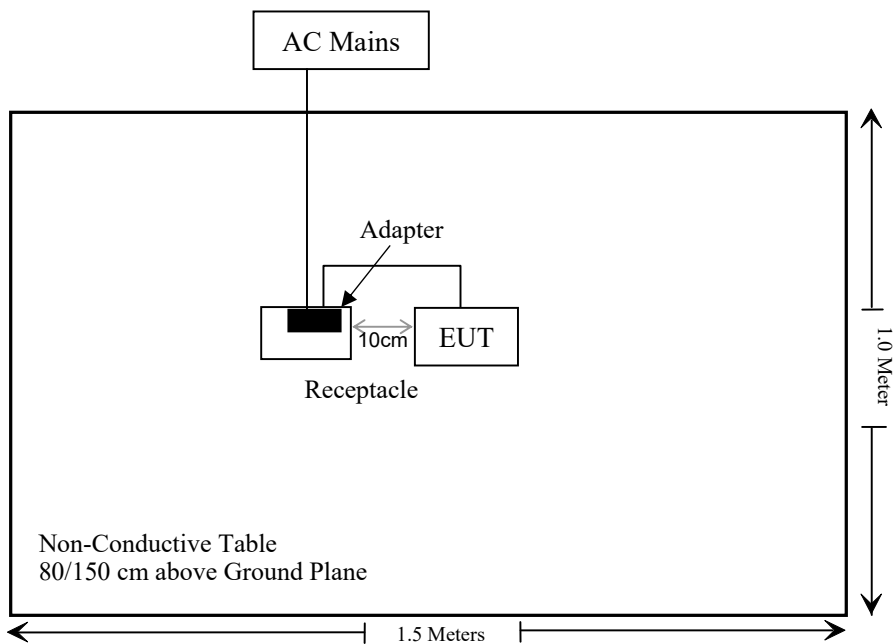 AC Mains
Adapter
10cm
EUT
Receptacle
1.0 Meter
Non-Conductive Table
80/150 cm above Ground Plane
1.5 Meters